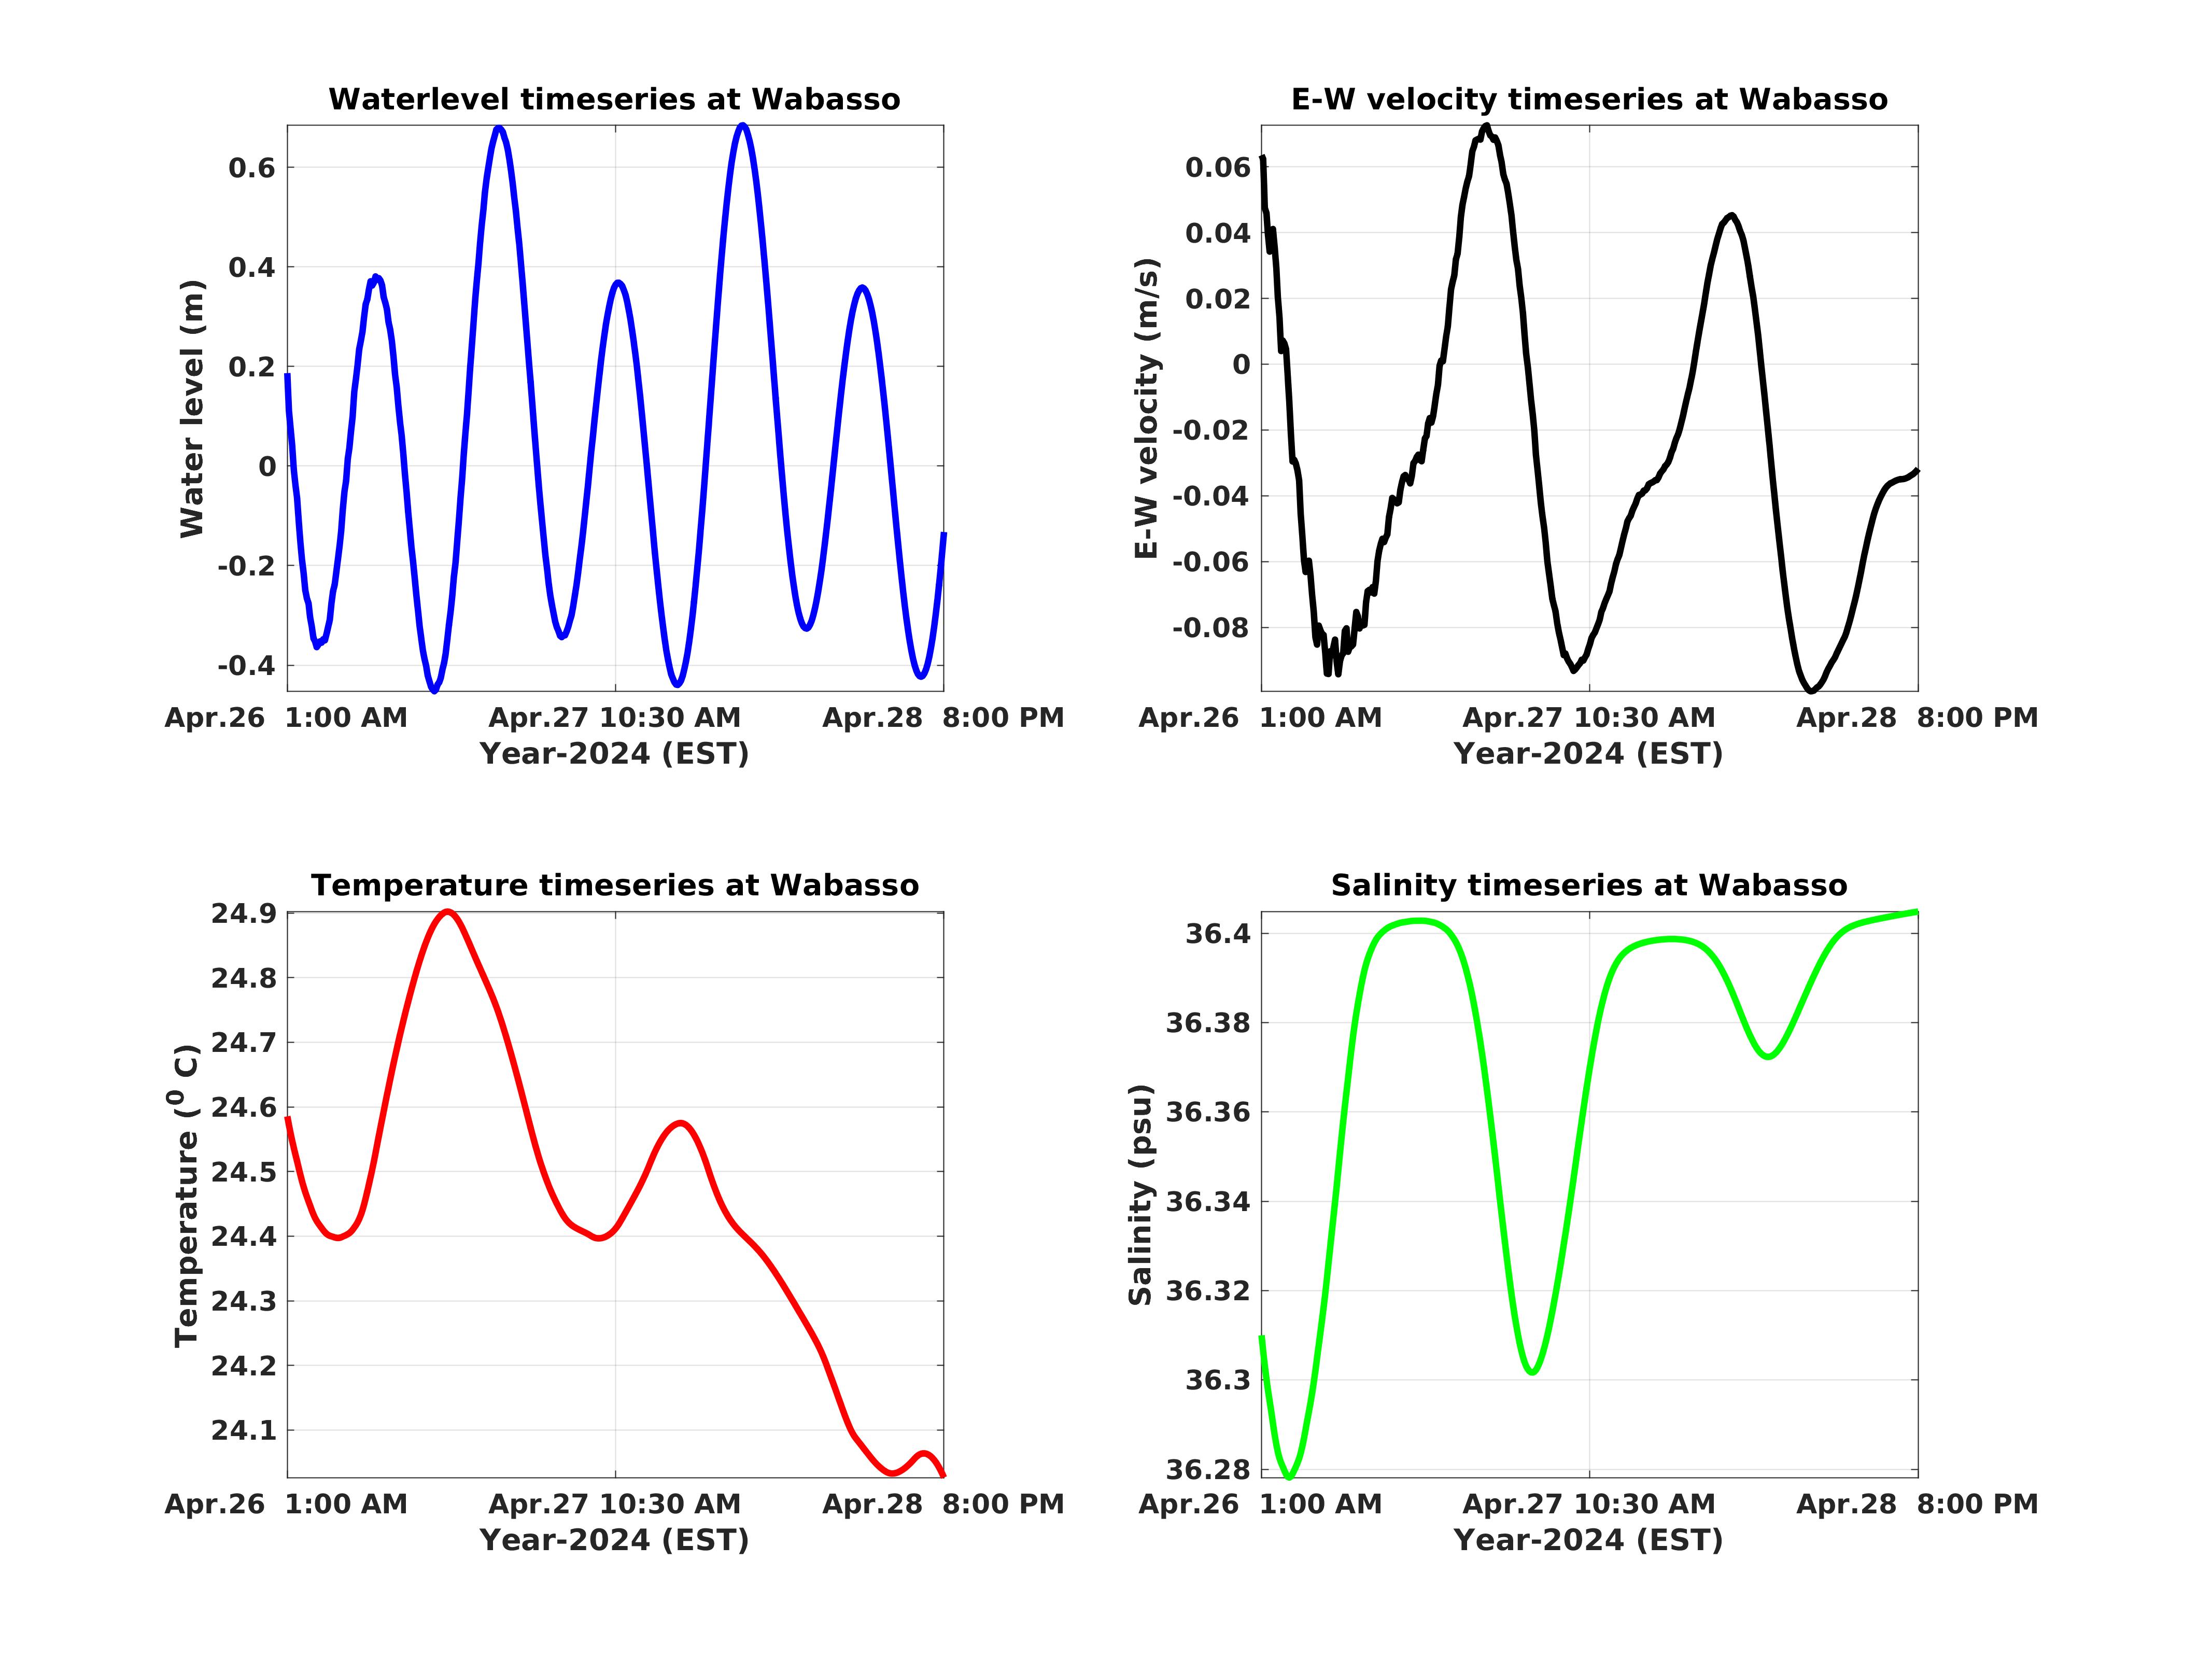 Waterlevel timeseries at Wabasso
0.6
0.4
0.2
0
-0.2
-0.4
Water level (m)
Apr.26 1:00 AM Apr.27 10:30 AM Apr.28 8:00 PM
Year-2024 (EST)
E-W velocity timeseries at Wabasso
0.06
0.04
0.02
0
-0.02
-0.04
-0.06
-0.08
E-W velocity (m/s)
Apr.26 1:00 AM Apr.27 10:30 AM Apr.28 8:00 PM
Year-2024 (EST)
Temperature timeseries at Wabasso
24.9
24.8
24.7
24.6
24.5
24.4
24.3
24.2
24.1
Temperature (⁰ C)
Apr.26 1:00 AM Apr.27 10:30 AM Apr.28 8:00 PM
Year-2024 (EST)
Salinity timeseries at Wabasso
36.4
36.38
36.36
36.34
36.32
36.3
36.28
Salinity (psu)
Apr.26 1:00 AM Apr.27 10:30 AM Apr.28 8:00 PM
Year-2024 (EST)